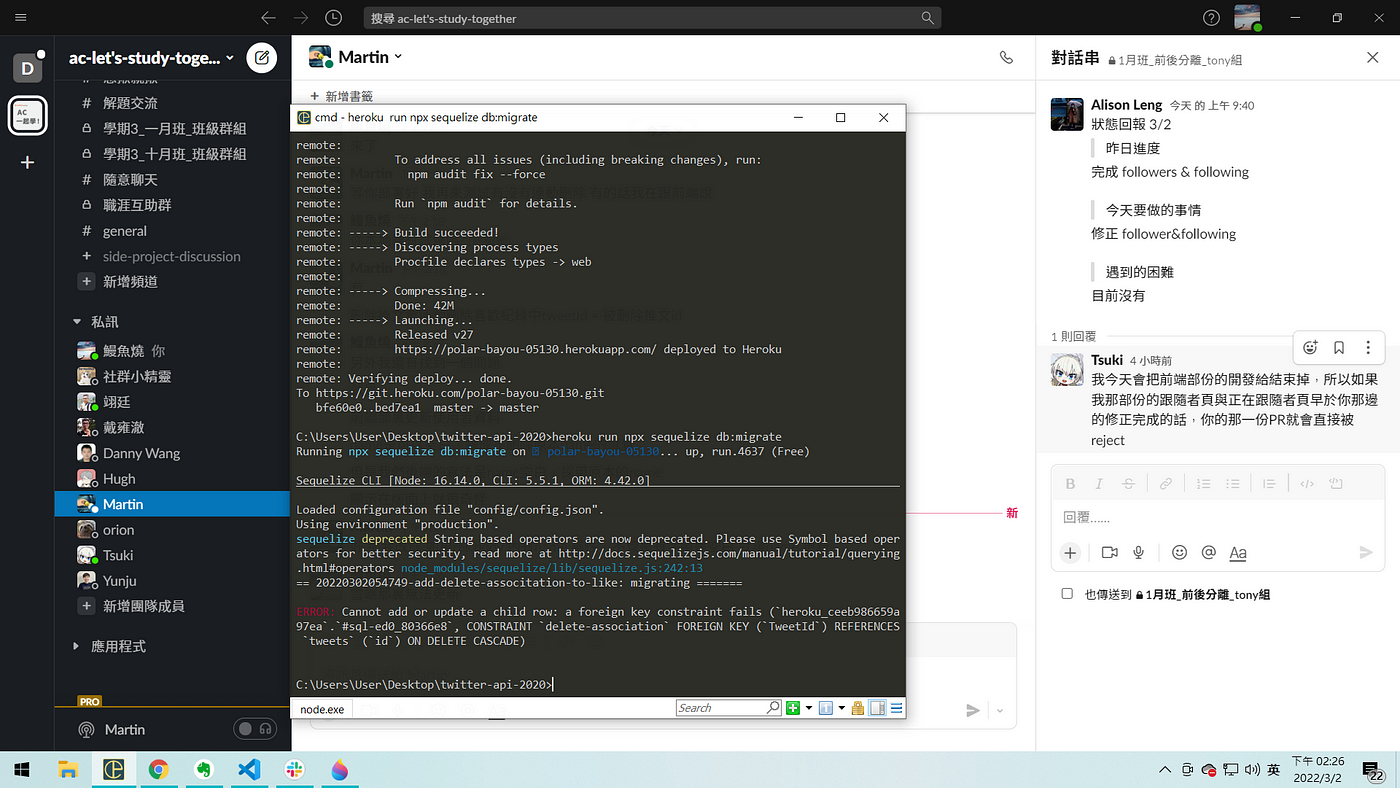 搜尋 ac-let's-study-together
D
AC
一起學!
ac-let's-study-toge...
# 解題交流
學期3_一月班_班級群組
學期3_十月班_班級群組
# 隨意聊天
職涯互助群
# general
+ side-project-discussion
+ 新增頻道
私訊
鰻魚燒 你
社群小精靈
翊廷
戴雍澈
Danny Wang
Hugh
Martin
orion
Tsuki
Yunju
+ 新增團隊成員
應用程式
PRO
Martin
Martin
+ 新增書籤
新
cmd - heroku run npx sequelize db:migrate
remote:
remote: To address all issues (including breaking changes), run:
remote: npm audit fix --force
remote:
remote: Run `npm audit` for details.
remote:
remote: -----> Build succeeded!
remote: -----> Discovering process types
remote: Procfile declares types -> web
remote:
remote: -----> Compressing...
remote: Done: 42M
remote: -----> Launching...
remote: Released v27
remote: https://polar-bayou-05130.herokuapp.com/ deployed to Heroku
remote:
remote: Verifying deploy... done.
To https://git.heroku.com/polar-bayou-05130.git
bfe60e0..bed7ea1 master -> master
C:\Users\User\Desktop\twitter-api-2020>heroku run npx sequelize db:migrate
Running npx sequelize db:migrate on polar-bayou-05130... up, run.4637 (Free)
Sequelize CLI [Node: 16.14.0, CLI: 5.5.1, ORM: 4.42.0]
Loaded configuration file "config/config.json".
Using environment "production".
sequelize deprecated String based operators are now deprecated. Please use Symbol based oper
ators for better security, read more at http://docs.sequelizejs.com/manual/tutorial/querying
.html#operators node_modules/sequelize/lib/sequelize.js:242:13
== 20220302054749-add-delete-associtation-to-like: migrating =======
ERROR: Cannot add or update a child row: a foreign key constraint fails (`heroku_ceeb986659a
97ea`.`#sql-ed0_80366e8`, CONSTRAINT `delete-association` FOREIGN KEY (`TweetId`) REFERENCES
`tweets` (`id`) ON DELETE CASCADE)
C:\Users\User\Desktop\twitter-api-2020>
node.exe
Search
對話串 1月班_前後分離_tony組
Alison Leng 今天 的 上午 9:40
狀態回報 3/2
昨日進度
完成 followers & following
今天要做的事情
修正 follower&following
遇到的困難
目前沒有
1 則回覆
Tsuki 4 小時前
我今天會把前端部份的開發給結束掉，所以如果
我那部份的跟隨者頁與正在跟隨者頁早於你那邊
的修正完成的話，你的那一份PR就會直接被
reject
B I S
回覆......
Aa
也傳送到 1月班_前後分離_tony組
英
下午 02:26
2022/3/2
22